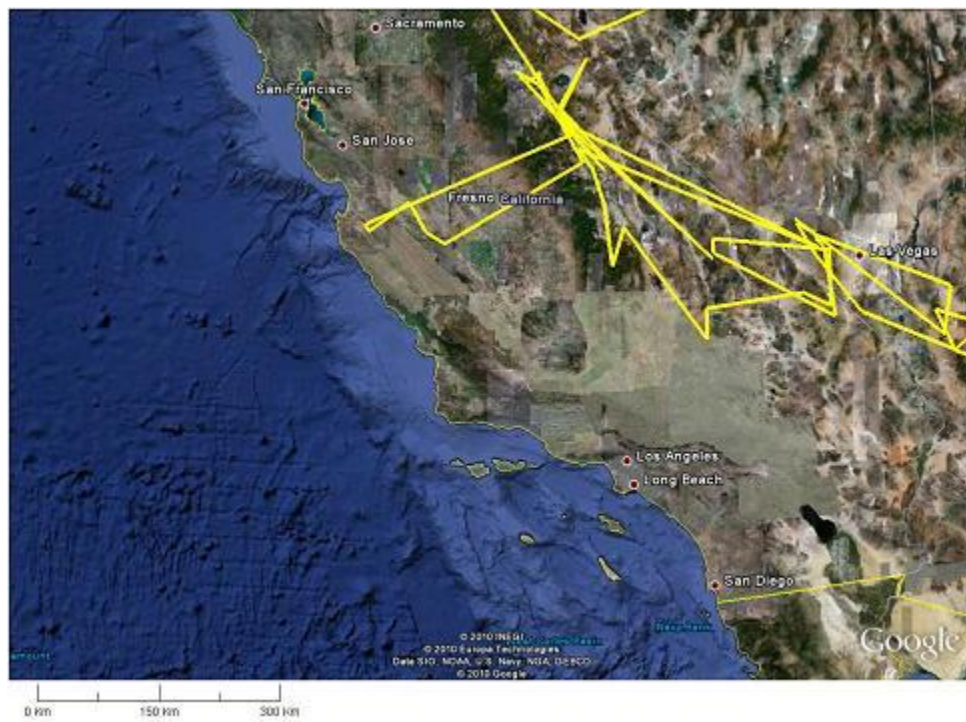 Sacramento
San Francisco
San Jose
Fresno California
Las Vegas
Los Angeles
Long Beach
San Diego
© 2010 INEGI
© 2010 Europa Technologies
Data SIO, NOAA, U.S. Navy, NGA, GEBCO
© 2010 Google
Google
amount
0 km
150 km
300 km